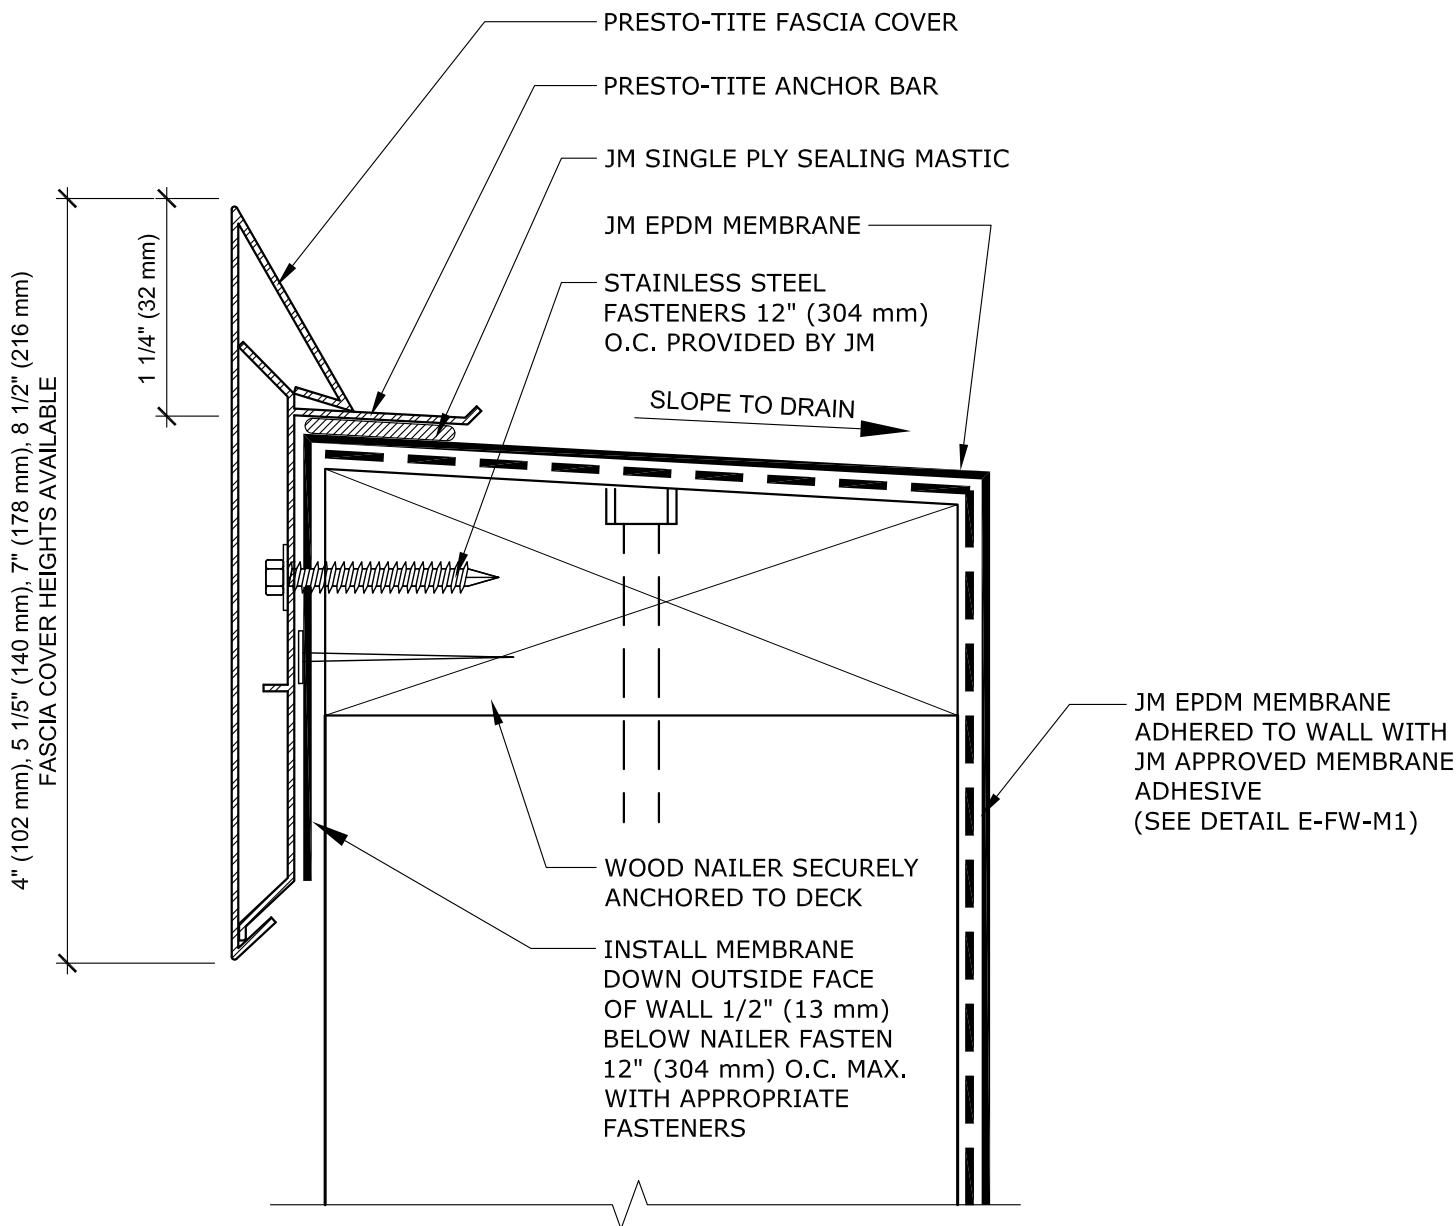 PRESTO-TITE FASCIA COVER
PRESTO-TITE ANCHOR BAR
JM SINGLE PLY SEALING MASTIC
JM EPDM MEMBRANE
STAINLESS STEEL
FASTENERS 12" (304 mm)
O.C. PROVIDED BY JM
SLOPE TO DRAIN
1 1/4" (32 mm)
4" (102 mm), 5 1/5" (140 mm), 7" (178 mm), 8 1/2" (216 mm)
FASCIA COVER HEIGHTS AVAILABLE
JM EPDM MEMBRANE
ADHERED TO WALL WITH
JM APPROVED MEMBRANE
ADHESIVE
(SEE DETAIL E-FW-M1)
WOOD NAILER SECURELY
ANCHORED TO DECK
INSTALL MEMBRANE
DOWN OUTSIDE FACE
OF WALL 1/2" (13 mm)
BELOW NAILER FASTEN
12" (304 mm) O.C. MAX.
WITH APPROPRIATE
FASTENERS